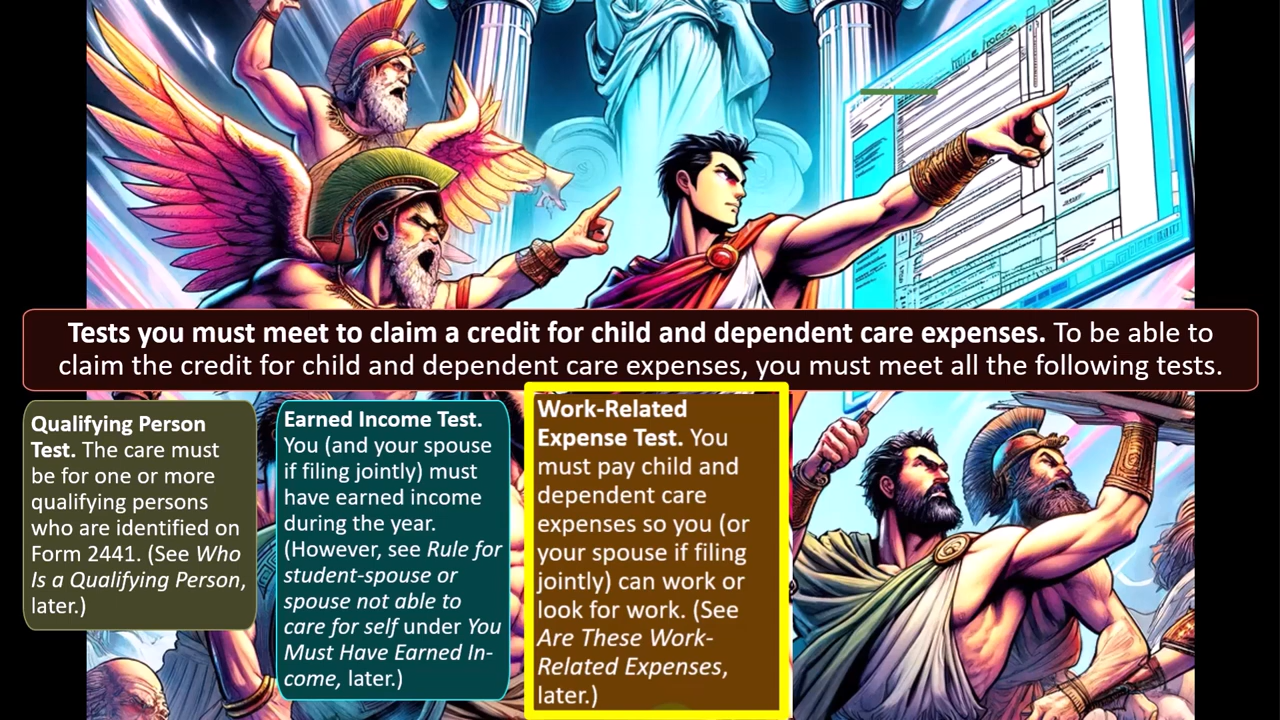 Tests you must meet to claim a credit for child and dependent care expenses. To be able to
claim the credit for child and dependent care expenses, you must meet all the following tests.
Qualifying Person
Test. The care must
be for one or more
qualifying persons
who are identified on
Form 2441. (See Who
Is a Qualifying Person,
later.)
Earned Income Test.
You (and your spouse
if filing jointly) must
have earned income
during the year.
(However, see Rule for
student-spouse or
spouse not able to
care for self under You
Must Have Earned In-
come, later.)
Work-Related
Expense Test. You
must pay child and
dependent care
expenses so you (or
your spouse if filing
jointly) can work or
look for work. (See
Are These Work-
Related Expenses,
later.)